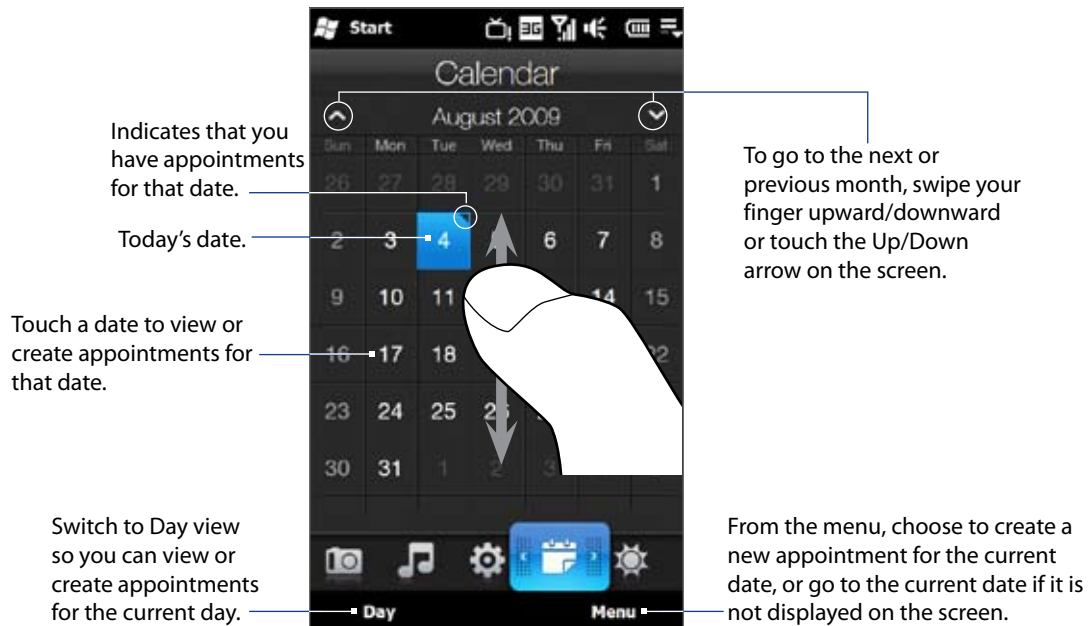 Start
Calendar
August 2009
Sun Mon Tue Wed Thu Fri Sat
26 27 28 29 30 31 1
2 3 4 6 7 8
9 10 11 14 15
16 17 18 22
23 24 25 26
30 31 1 2 3
Day Menu
Indicates that you
have appointments
for that date.
Today's date.
Touch a date to view or
create appointments for
that date.
Switch to Day view
so you can view or
create appointments
for the current day.
To go to the next or
previous month, swipe your
finger upward/downward
or touch the Up/Down
arrow on the screen.
From the menu, choose to create a
new appointment for the current
date, or go to the current date if it is
not displayed on the screen.